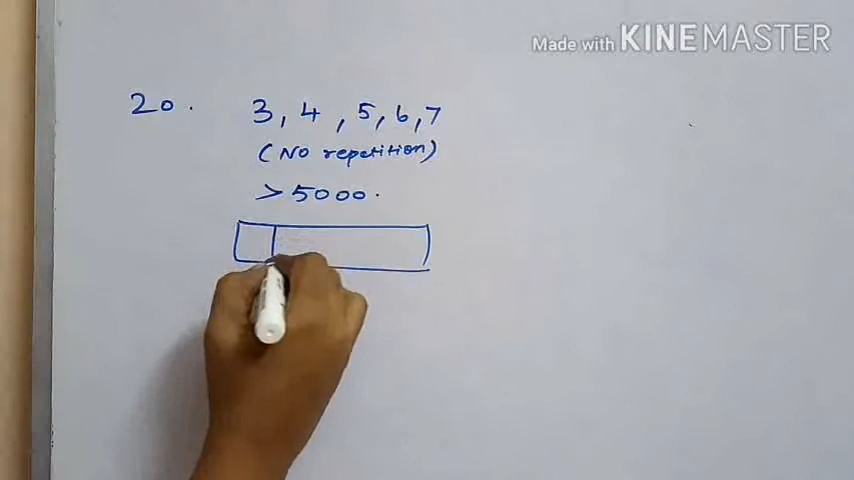 Made with KINEMASTER
20. 3, 4, 5, 6, 7
(No repetition)
> 5000.